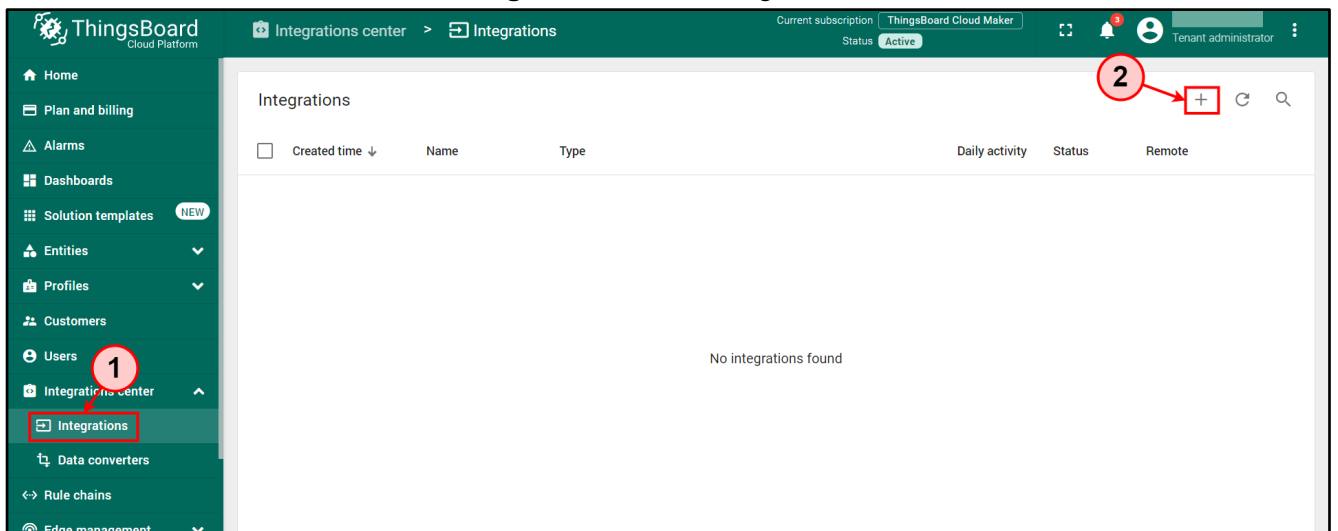 ThingsBoard
Cloud Platform
Integrations center > Integrations
Current subscription ThingsBoard Cloud Maker
Status Active
3
Tenant administrator
Home
Plan and billing
Alarms
Dashboards
Solution templates NEW
Entities
Profiles
Customers
Users
1
Integrations center
Integrations
Data converters
Rule chains
Edge management
Integrations
2
Created time Name Type Daily activity Status Remote
No integrations found